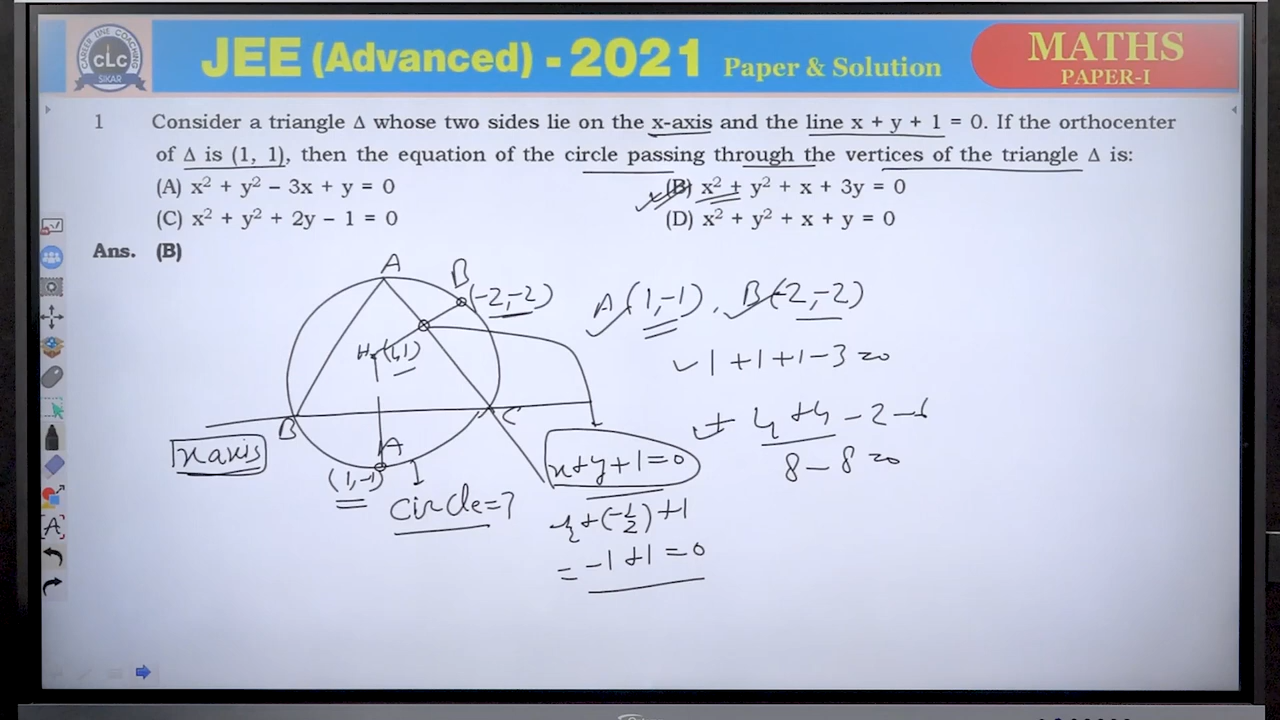 CAREER LINE COACHING
CLC
SIKAR
JEE (Advanced) - 2021 Paper & Solution
MATHS
PAPER-I
1 Consider a triangle Δ whose two sides lie on the x-axis and the line x + y + 1 = 0. If the orthocenter
of Δ is (1, 1), then the equation of the circle passing through the vertices of the triangle Δ is:
(A) x² + y² – 3x + y = 0 (B) x² + y² + x + 3y = 0
(C) x² + y² + 2y – 1 = 0 (D) x² + y² + x + y = 0
Ans. (B)
A
B
(-2,-2)
A(1,-1), B(-2,-2)
H(1,1)
1+1+1-3=0
B
C
4+4-2-6
8-8=0
x axis
A
(1,-1)
x+y+1=0
circle=?
-½+(-½)+1
= -1+1=0
[A]